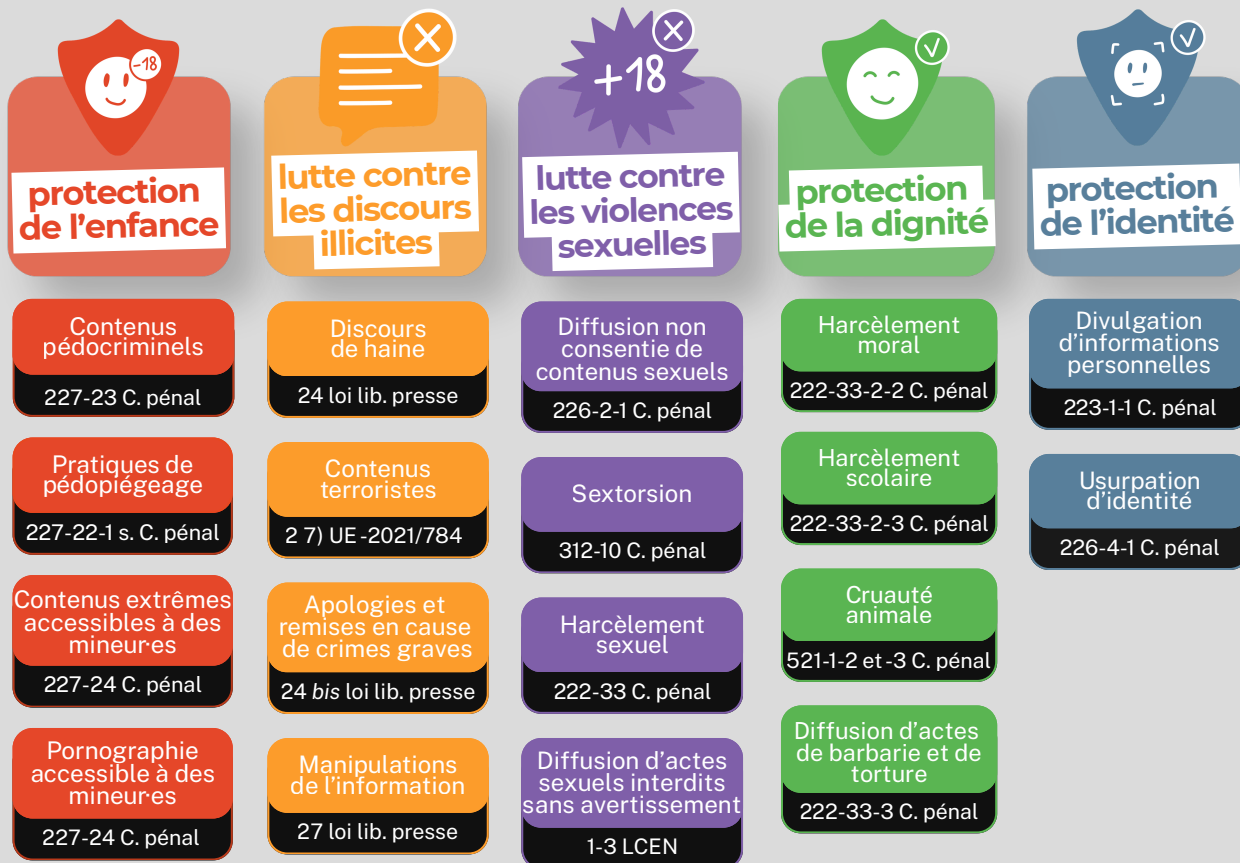 -18
protection
de l'enfance
Contenus
pédocriminels
227-23 C. pénal
Pratiques de
pédopiégeage
227-22-1 s. C. pénal
Contenus extrêmes
accessibles à des
mineur·es
227-24 C. pénal
Pornographie
accessible à des
mineur·es
227-24 C. pénal
lutte contre
les discours
illicites
Discours
de haine
24 loi lib. presse
Contenus
terroristes
2 7) UE -2021/784
Apologies et
remises en cause
de crimes graves
24 bis loi lib. presse
Manipulations
de l'information
27 loi lib. presse
+18
lutte contre
les violences
sexuelles
Diffusion non
consentie de
contenus sexuels
226-2-1 C. pénal
Sextorsion
312-10 C. pénal
Harcèlement
sexuel
222-33 C. pénal
Diffusion d'actes
sexuels interdits
sans avertissement
1-3 LCEN
protection
de la dignité
Harcèlement
moral
222-33-2-2 C. pénal
Harcèlement
scolaire
222-33-2-3 C. pénal
Cruauté
animale
521-1-2 et -3 C. pénal
Diffusion d'actes
de barbarie et de
torture
222-33-3 C. pénal
protection
de l'identité
Divulgation
d'informations
personnelles
223-1-1 C. pénal
Usurpation
d'identité
226-4-1 C. pénal